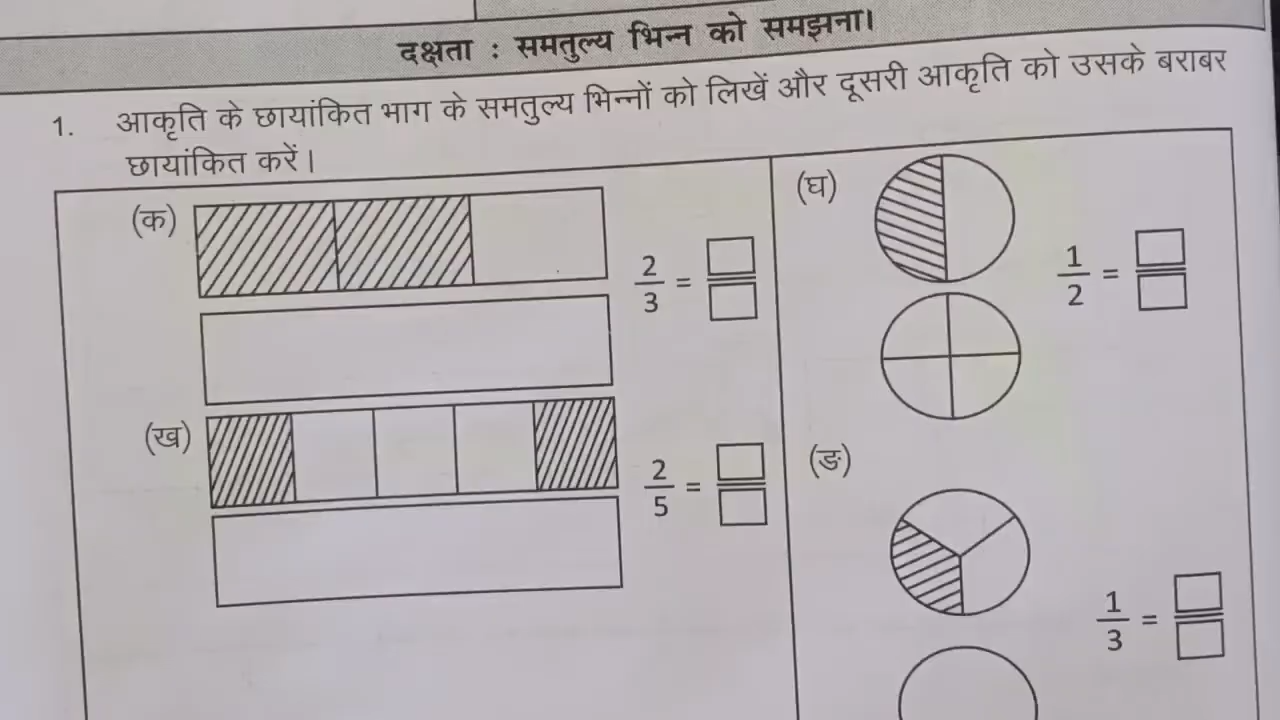 दक्षता : समतुल्य भिन्न को समझना।
1. आकृति के छायांकित भाग के समतुल्य भिन्नों को लिखें और दूसरी आकृति को उसके बराबर
छायांकित करें।
(क)
2/3 =
(ख)
2/5 =
(घ)
1/2 =
(ङ)
1/3 =